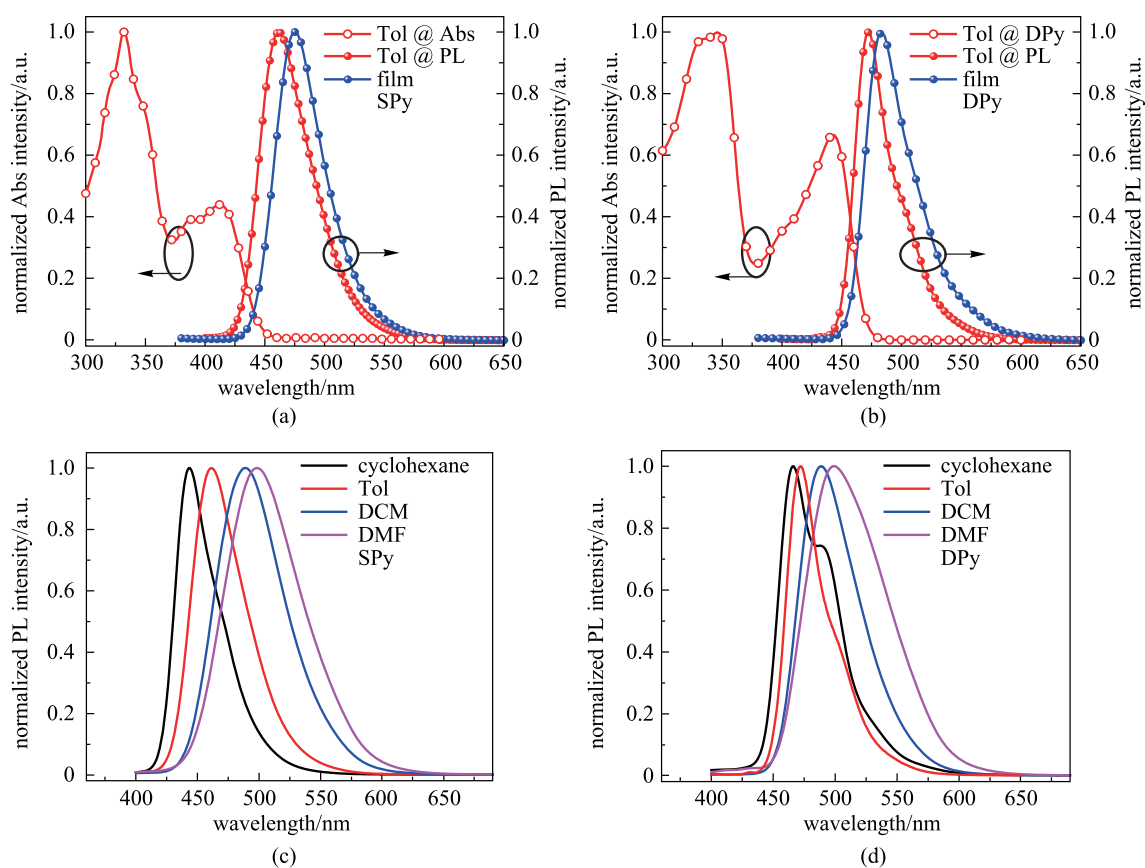 Tol @ Abs
Tol @ PL
film
SPy
normalized Abs intensity/a.u.
1.0
0.8
0.6
0.4
0.2
0
normalized PL intensity/a.u.
1.0
0.8
0.6
0.4
0.2
0
300 350 400 450 500 550 600 650
wavelength/nm
(a)
Tol @ DPy
Tol @ PL
film
DPy
normalized Abs intensity/a.u.
1.0
0.8
0.6
0.4
0.2
0
normalized PL intensity/a.u.
1.0
0.8
0.6
0.4
0.2
0
300 350 400 450 500 550 600 650
wavelength/nm
(b)
cyclohexane
Tol
DCM
DMF
SPy
normalized PL intensity/a.u.
1.0
0.8
0.6
0.4
0.2
0
400 450 500 550 600 650
wavelength/nm
(c)
cyclohexane
Tol
DCM
DMF
DPy
normalized PL intensity/a.u.
1.0
0.8
0.6
0.4
0.2
0
400 450 500 550 600 650
wavelength/nm
(d)